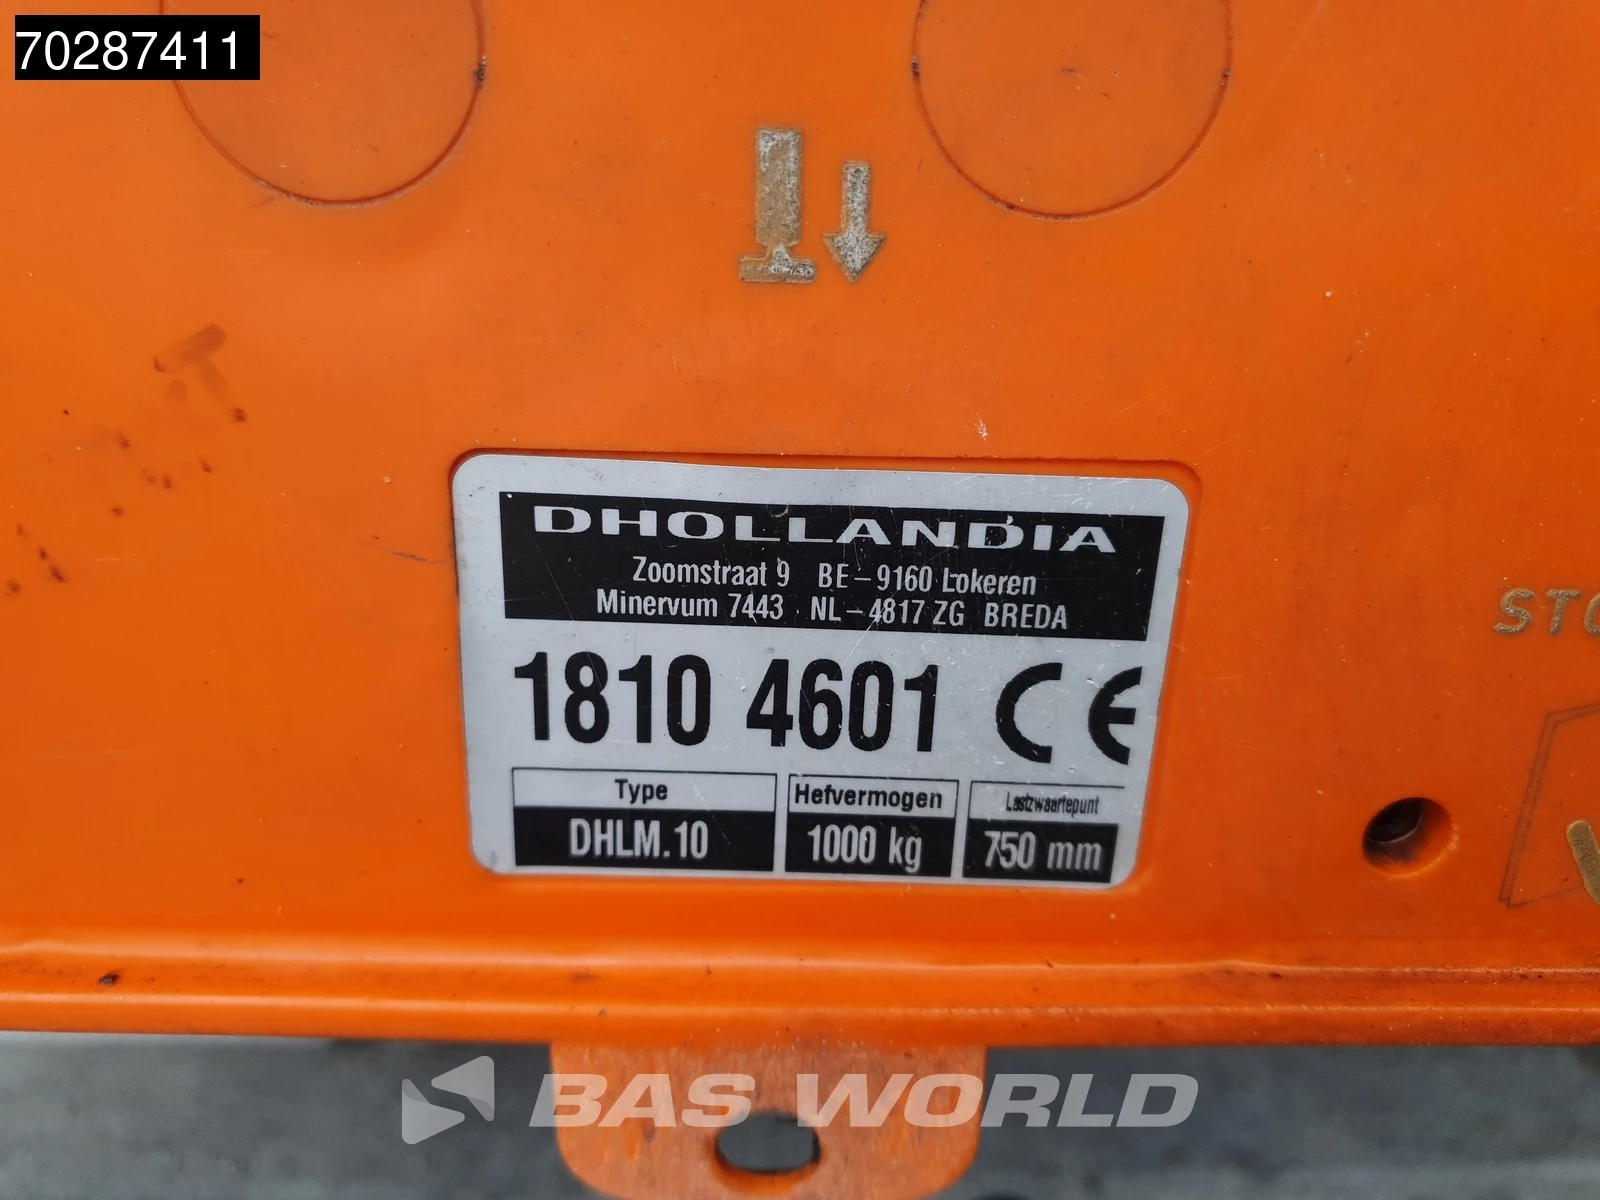 70287411
DHOLLANDIA
Zoomstraat 9 BE-9160 Lokeren
Minervum 7443 NL-4817 ZG BREDA
1810 4601 CE
Type Hefvermogen Lastzwaartepunt
DHLM.10 1000 kg 750 mm
BAS WORLD